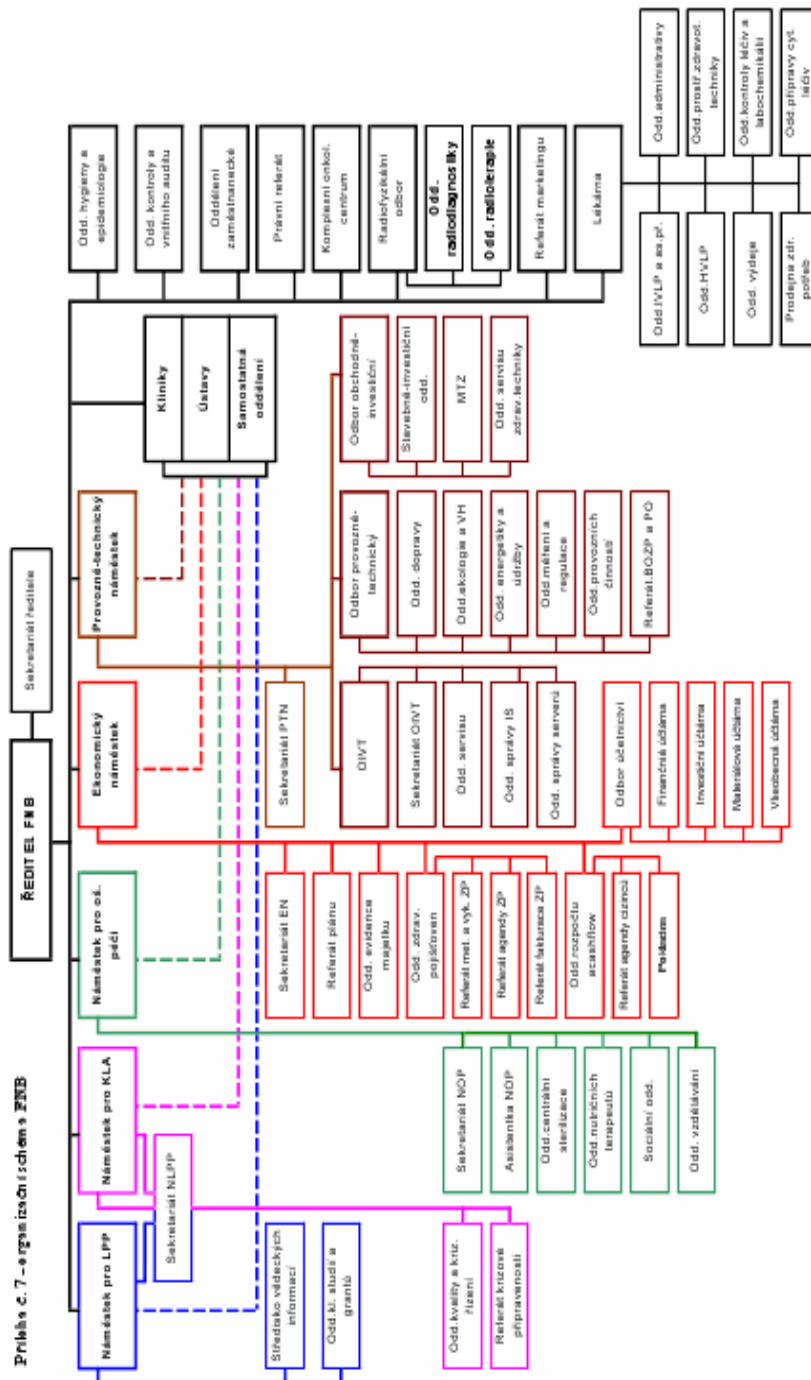 Příloha č. 7 - organizační schéma FNB
ŘEDITEL FNB
Sekretariát ředitele
Náměstek pro LPP
Náměstek pro KLA
Náměstek pro oš.
péči
Ekonomický
náměstek
Provozně-technický
náměstek
Kliniky
Ústavy
Samostatná
oddělení
Odd. hygieny a
epidemiologie
Odd. kontroly a
vnitřního auditu
Oddělení
zaměstnanecké
Právní referát
Komplexní onkol.
centrum
Radiofyzikální
odbor
Odd.
radiodiagnostiky
Odd. radioterapie
Referát marketingu
Lékárna
Sekretariát NLPP
Středisko vědeckých
informací
Odd.kl. studií a
grantů
Odd.kvality a kriz.
řízení
Referát krizové
připravenosti
Sekretariát NOP
Asistentka NOP
Odd.centrální
sterilizace
Odd.nutričních
terapeutů
Sociální odd.
Odd. vzdělávání
Sekretariát EN
Referát plánu
Odd. evidence
majetku
Odd. zdrav.
pojišťoven
Referát met. a vyk. ZP
Referát agendy ZP
Referát fakturace ZP
Odd.rozpočtu
acashflow
Referát agendy cizinců
Pokladna
Odbor účetnictví
Finanční účtárna
Investiční účtárna
Materiálová účtárna
Všeobecná účtárna
Sekretariát PTN
OIVT
Sekretariát OIVT
Odd. servisu
Odd. správy IS
Odd. správy serverů
Odbor provozně-
technický
Odd. dopravy
Odd.ekologie a VH
Odd. energetiky a
údržby
Odd.měření a
regulace
Odd.provozních
činností
Referát.BOZP a PO
Odbor obchodně-
investiční
Stavebně-investiční
odd.
MTZ
Odd. servisu
zdrav.techniky
Odd.IVLP a
Odd.HVLP
Odd. výdeje
Prodejna zdr.
potřeb
Odd.administrativy
Odd.prostř.zdravot.
techniky
Odd.kontroly léčiv a
labochemikálií
Odd.přípravy cyt.
léčiv